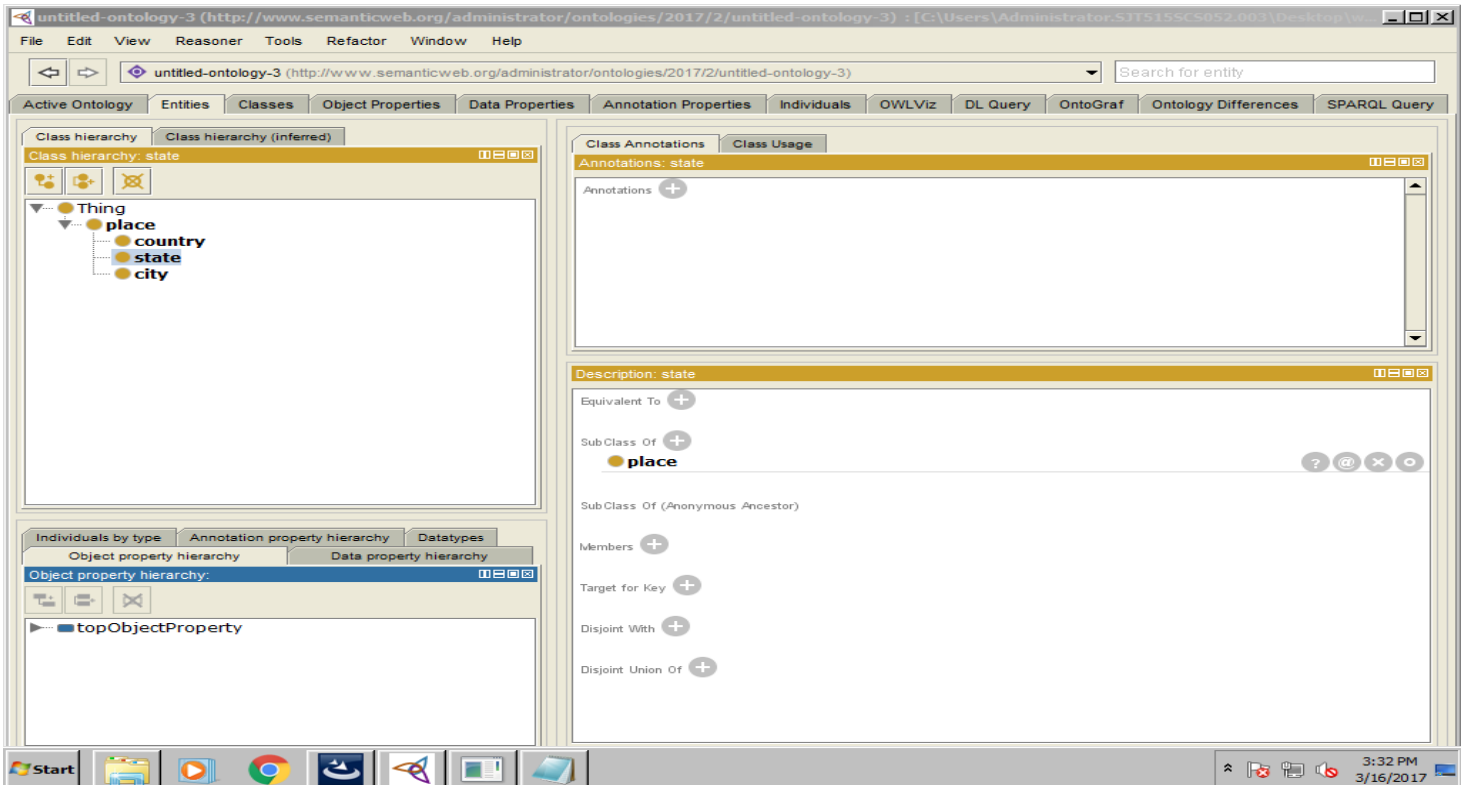 untitled-ontology-3 (http://www.semanticweb.org/administrator/ontologies/2017/2/untitled-ontology-3) : [C:\Users\Administrator.SJT515SCS052.003\Desktop\w...
File Edit View Reasoner Tools Refactor Window Help
untitled-ontology-3 (http://www.semanticweb.org/administrator/ontologies/2017/2/untitled-ontology-3)
Search for entity
Active Ontology Entities Classes Object Properties Data Properties Annotation Properties Individuals OWLViz DL Query OntoGraf Ontology Differences SPARQL Query
Class hierarchy Class hierarchy (inferred)
Class hierarchy: state
Thing
place
country
state
city
Individuals by type Annotation property hierarchy Datatypes
Object property hierarchy Data property hierarchy
Object property hierarchy:
topObjectProperty
Class Annotations Class Usage
Annotations: state
Annotations
Description: state
Equivalent To
SubClass Of
place
? @
SubClass Of (Anonymous Ancestor)
Members
Target for Key
Disjoint With
Disjoint Union Of
Start
3:32 PM
3/16/2017